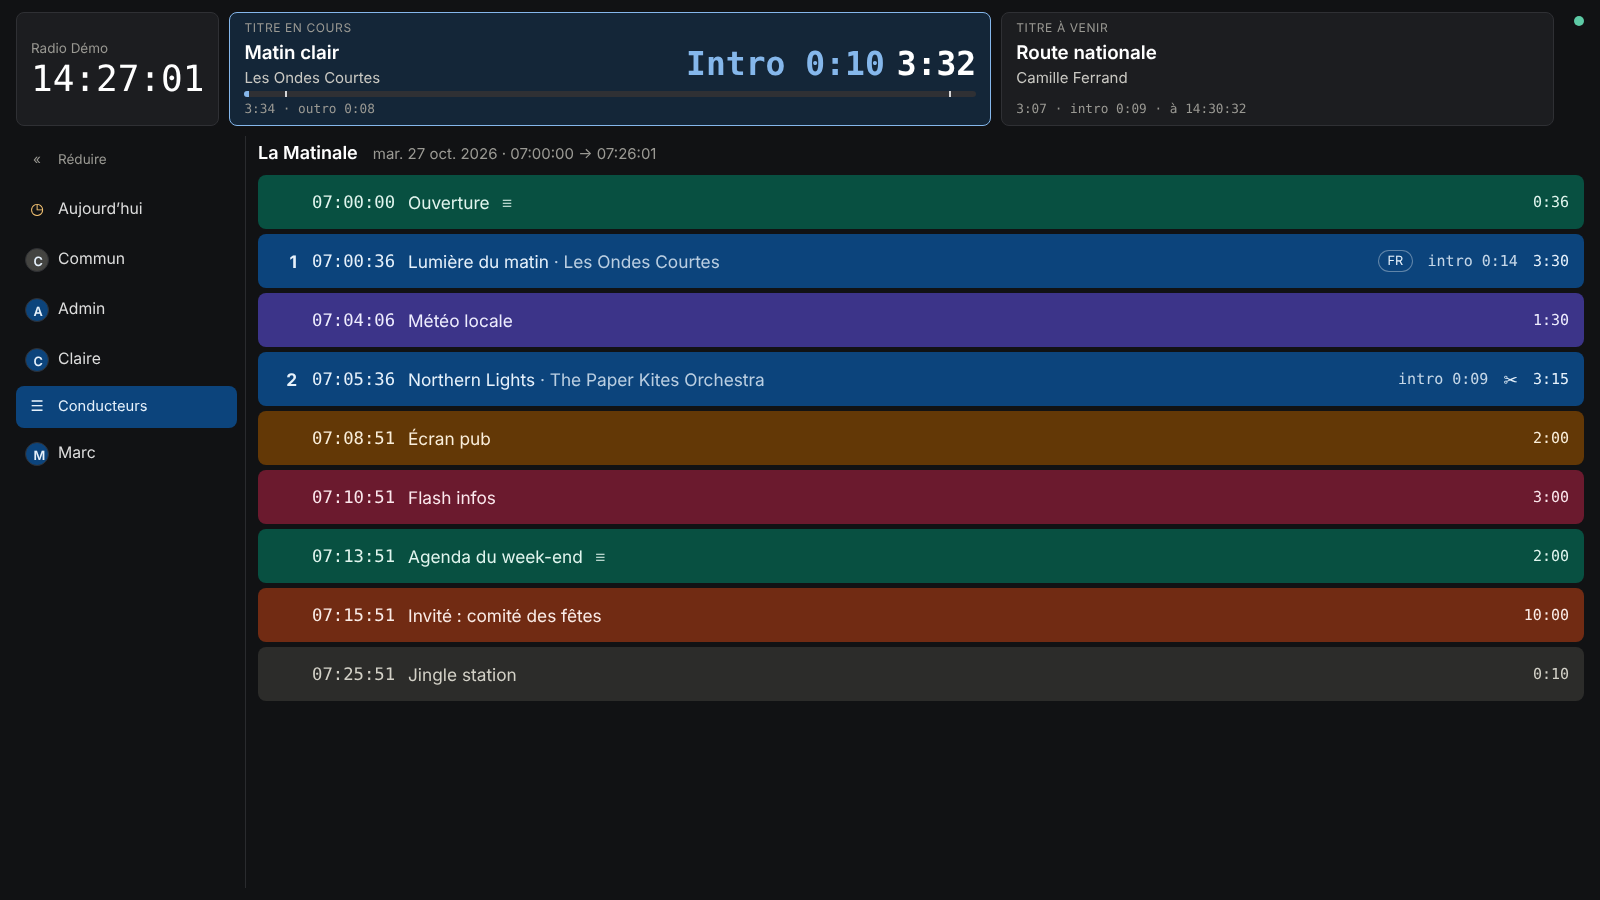 Radio Démo
14:27:01
TITRE EN COURS
Matin clair
Les Ondes Courtes
Intro 0:10 3:32
3:34 · outro 0:08
TITRE À VENIR
Route nationale
Camille Ferrand
3:07 · intro 0:09 · à 14:30:32
« Réduire
Aujourd’hui
C Commun
A Admin
C Claire
☰ Conducteurs
M Marc
La Matinale mar. 27 oct. 2026 · 07:00:00 → 07:26:01
07:00:00 Ouverture ≡ 0:36
1 07:00:36 Lumière du matin · Les Ondes Courtes FR intro 0:14 3:30
07:04:06 Météo locale 1:30
2 07:05:36 Northern Lights · The Paper Kites Orchestra intro 0:09 ✂ 3:15
07:08:51 Écran pub 2:00
07:10:51 Flash infos 3:00
07:13:51 Agenda du week-end ≡ 2:00
07:15:51 Invité : comité des fêtes 10:00
07:25:51 Jingle station 0:10